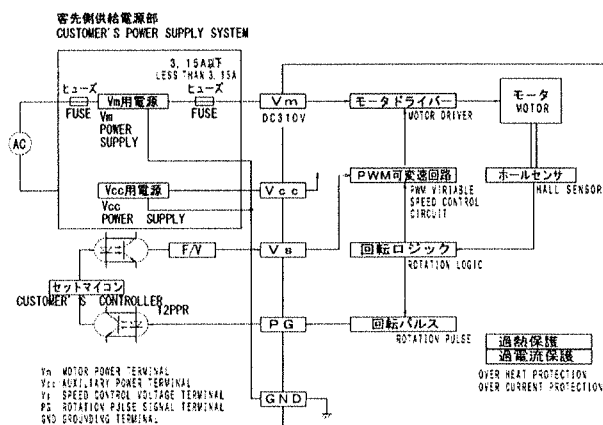 客先側供給電源部
CUSTOMER'S POWER SUPPLY SYSTEM
3. 15A以下
LESS THAN 3.15A
ヒューズ
FUSE
Vm用電源
Vm
POWER
SUPPLY
ヒューズ
FUSE
Vm
DC310V
モータドライバー
MOTOR DRIVER
モータ
MOTOR
AC
Vcc用電源
Vcc
POWER SUPPLY
Vcc
PWM可変速回路
PWM VIRIABLE
SPEED CONTROL
CIRCUIT
ホールセンサ
HALL SENSOR
F/V
Vs
回転ロジック
ROTATION LOGIC
セットマイコン
CUSTOMER'S CONTROLLER
12PPR
PG
回転パルス
ROTATION PULSE
過熱保護
過電流保護
OVER HEAT PROTECTION
OVER CURRENT PROTECTION
Vm MOTOR POWER TERMINAL
Vcc AUXILIARY POWER TERMINAL
Vs SPEED CONTROL VOLTAGE TERMINAL
PG ROTATION PULSE SIGNAL TERMINAL
GND GROUNDING TERMINAL
GND